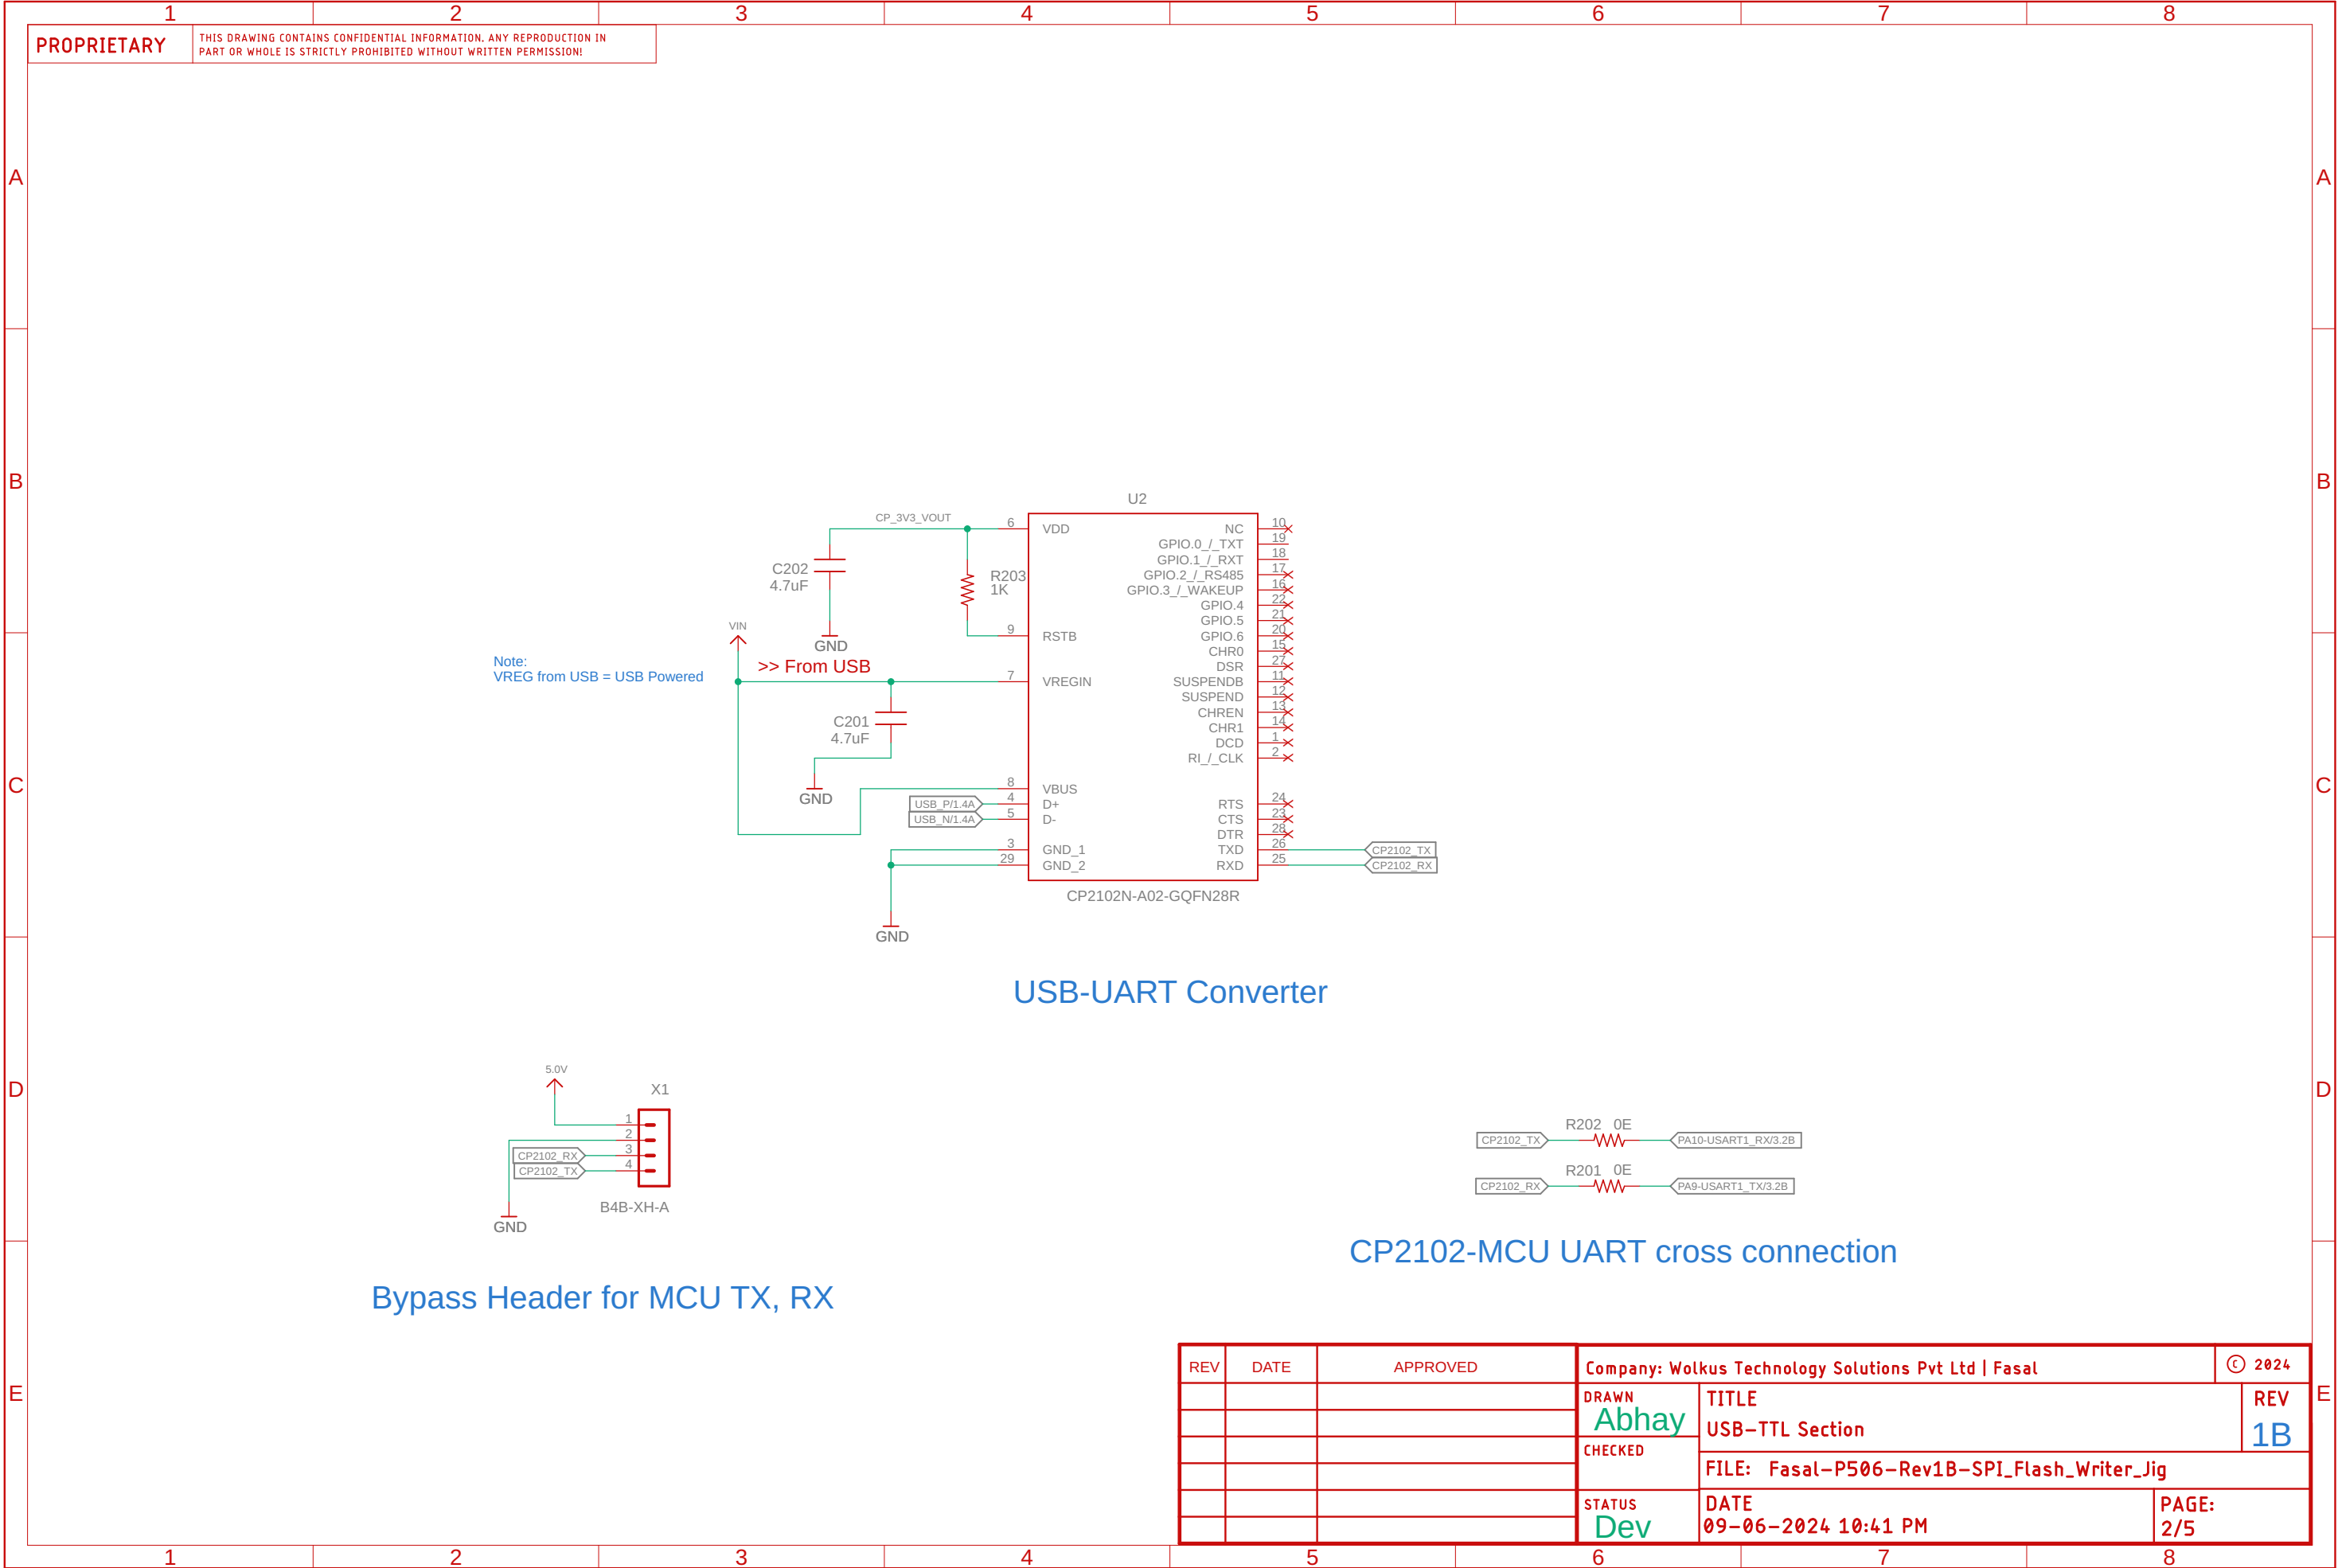 1 2 3 4 5 6 7 8
PROPRIETARY
THIS DRAWING CONTAINS CONFIDENTIAL INFORMATION, ANY REPRODUCTION IN
PART OR WHOLE IS STRICTLY PROHIBITED WITHOUT WRITTEN PERMISSION!
A A
B B
U2
CP_3V3_VOUT
6 VDD
NC 10
GPIO.0_/_TXT 19
GPIO.1_/_RXT 18
C202
4.7uF
R203
1K
GPIO.2_/_RS485 17
GPIO.3_/_WAKEUP 16
GPIO.4 22
GPIO.5 21
VIN
9 RSTB
GPIO.6 20
GND
CHR0 15
Note:
VREG from USB = USB Powered
>> From USB
DSR 27
7 VREGIN
SUSPENDB 11
SUSPEND 12
CHREN 13
C201
4.7uF
CHR1 14
DCD 1
RI_/_CLK 2
GND
8 VBUS
USB_P/1.4A 4 D+
RTS 24
USB_N/1.4A 5 D-
CTS 23
DTR 28
3 GND_1
TXD 26 CP2102_TX
29 GND_2
RXD 25 CP2102_RX
CP2102N-A02-GQFN28R
GND
C C
USB-UART Converter
5.0V
X1
1
2
CP2102_RX 3
CP2102_TX 4
B4B-XH-A
GND
Bypass Header for MCU TX, RX
D D
R202 0E
CP2102_TX PA10-USART1_RX/3.2B
R201 0E
CP2102_RX PA9-USART1_TX/3.2B
CP2102-MCU UART cross connection
E E
REV DATE APPROVED
Company: Wolkus Technology Solutions Pvt Ltd | Fasal
© 2024
DRAWN
Abhay
TITLE
USB-TTL Section
REV
1B
CHECKED
FILE: Fasal-P506-Rev1B-SPI_Flash_Writer_Jig
STATUS
Dev
DATE
09-06-2024 10:41 PM
PAGE:
2/5
1 2 3 4 5 6 7 8